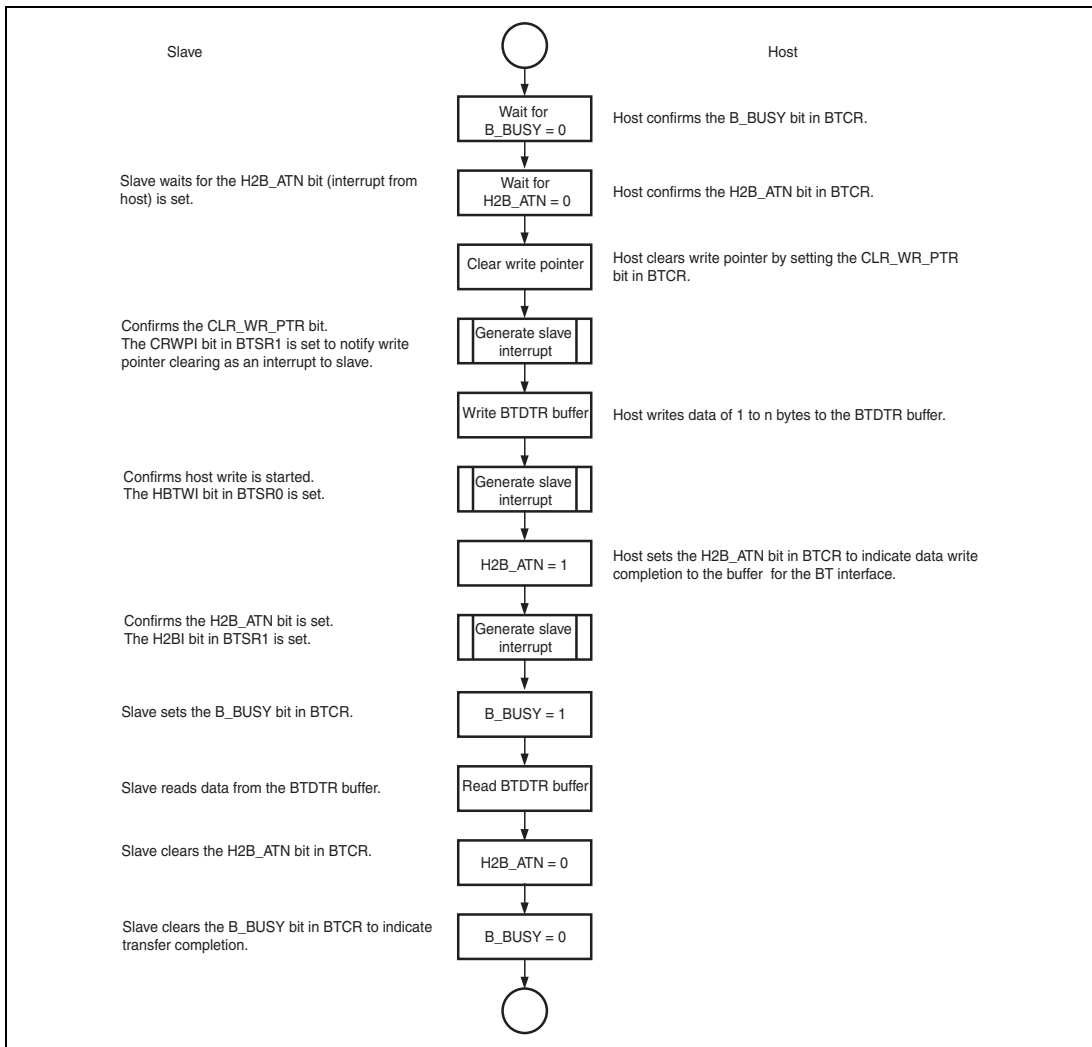 Slave
Host
Wait for
B_BUSY = 0
Host confirms the B_BUSY bit in BTCR.
Slave waits for the H2B_ATN bit (interrupt from
host) is set.
Wait for
H2B_ATN = 0
Host confirms the H2B_ATN bit in BTCR.
Clear write pointer
Host clears write pointer by setting the CLR_WR_PTR
bit in BTCR.
Confirms the CLR_WR_PTR bit.
The CRWPI bit in BTSR1 is set to notify write
pointer clearing as an interrupt to slave.
Generate slave
interrupt
Write BTDTR buffer
Host writes data of 1 to n bytes to the BTDTR buffer.
Confirms host write is started.
The HBTWI bit in BTSR0 is set.
Generate slave
interrupt
H2B_ATN = 1
Host sets the H2B_ATN bit in BTCR to indicate data write
completion to the buffer for the BT interface.
Confirms the H2B_ATN bit is set.
The H2BI bit in BTSR1 is set.
Generate slave
interrupt
Slave sets the B_BUSY bit in BTCR.
B_BUSY = 1
Slave reads data from the BTDTR buffer.
Read BTDTR buffer
Slave clears the H2B_ATN bit in BTCR.
H2B_ATN = 0
Slave clears the B_BUSY bit in BTCR to indicate
transfer completion.
B_BUSY = 0